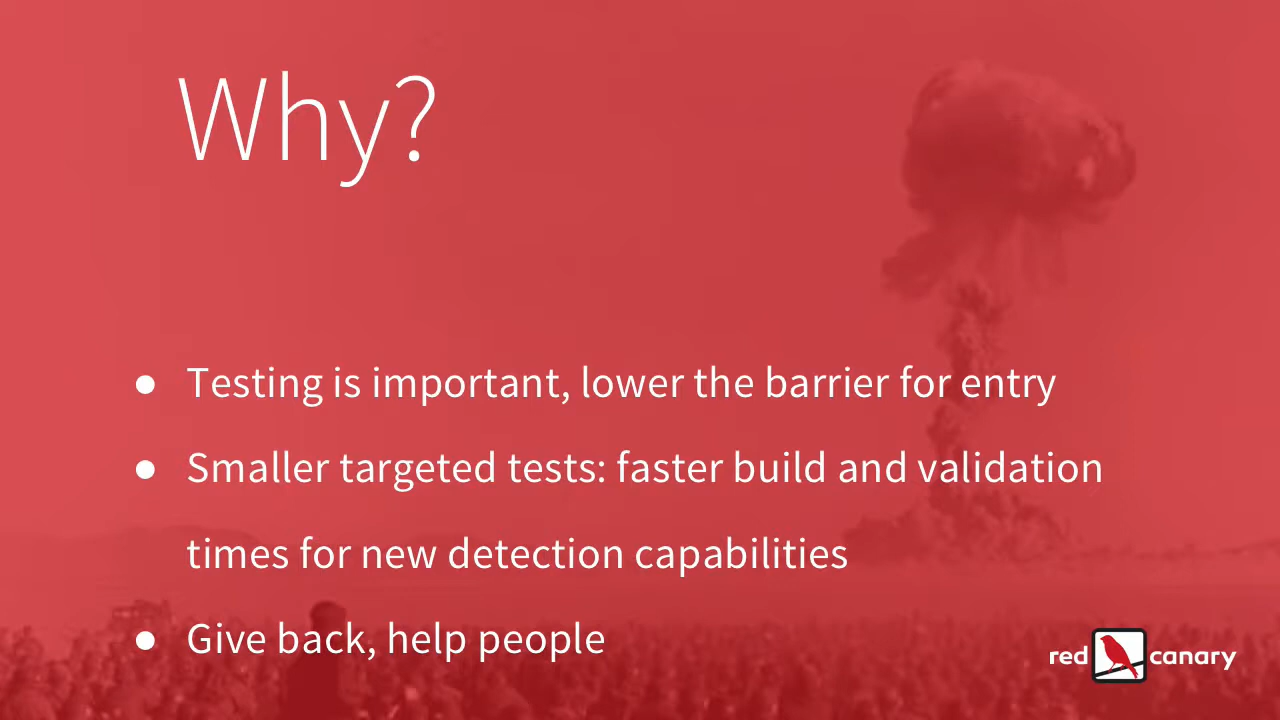 Why?
● Testing is important, lower the barrier for entry
● Smaller targeted tests: faster build and validation
times for new detection capabilities
● Give back, help people
red canary